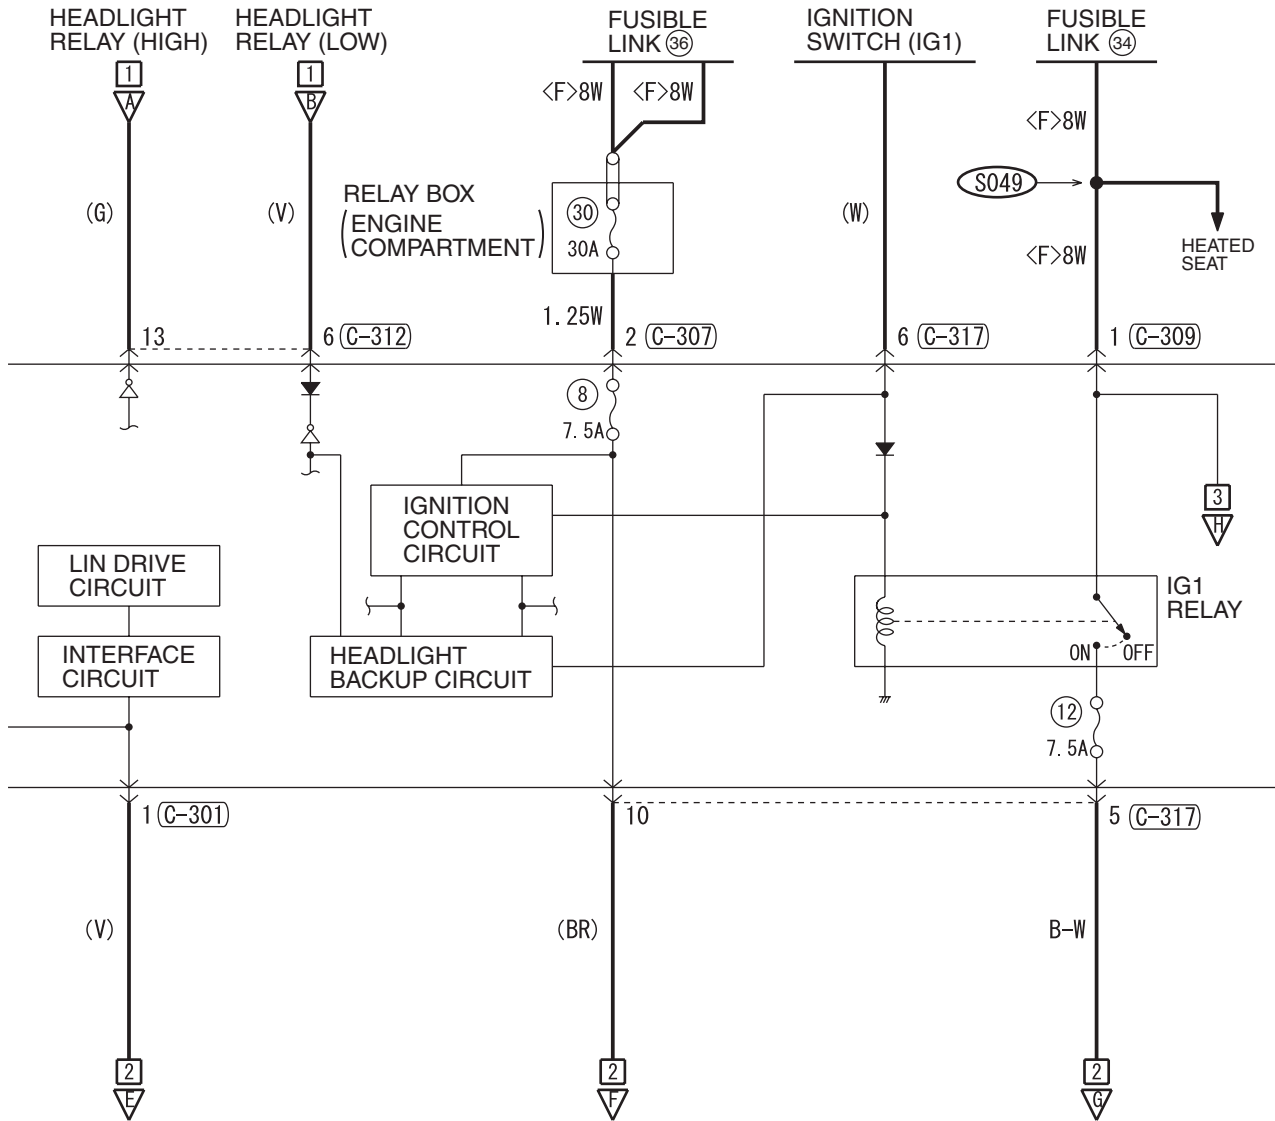 HEADLIGHT
RELAY (HIGH)
HEADLIGHT
RELAY (LOW)
FUSIBLE
LINK 36
IGNITION
SWITCH (IG1)
FUSIBLE
LINK 34
1
A
1
B
<F>8W
<F>8W
<F>8W
S049
RELAY BOX
(ENGINE
COMPARTMENT)
30
30A
(G)
(V)
(W)
<F>8W
HEATED
SEAT
1.25W
13
6 C-312
2 C-307
6 C-317
1 C-309
8
7.5A
IGNITION
CONTROL
CIRCUIT
3
H
LIN DRIVE
CIRCUIT
IG1
RELAY
INTERFACE
CIRCUIT
HEADLIGHT
BACKUP CIRCUIT
ON OFF
12
7.5A
1 C-301
10
5 C-317
(V)
(BR)
B-W
2
E
2
F
2
G